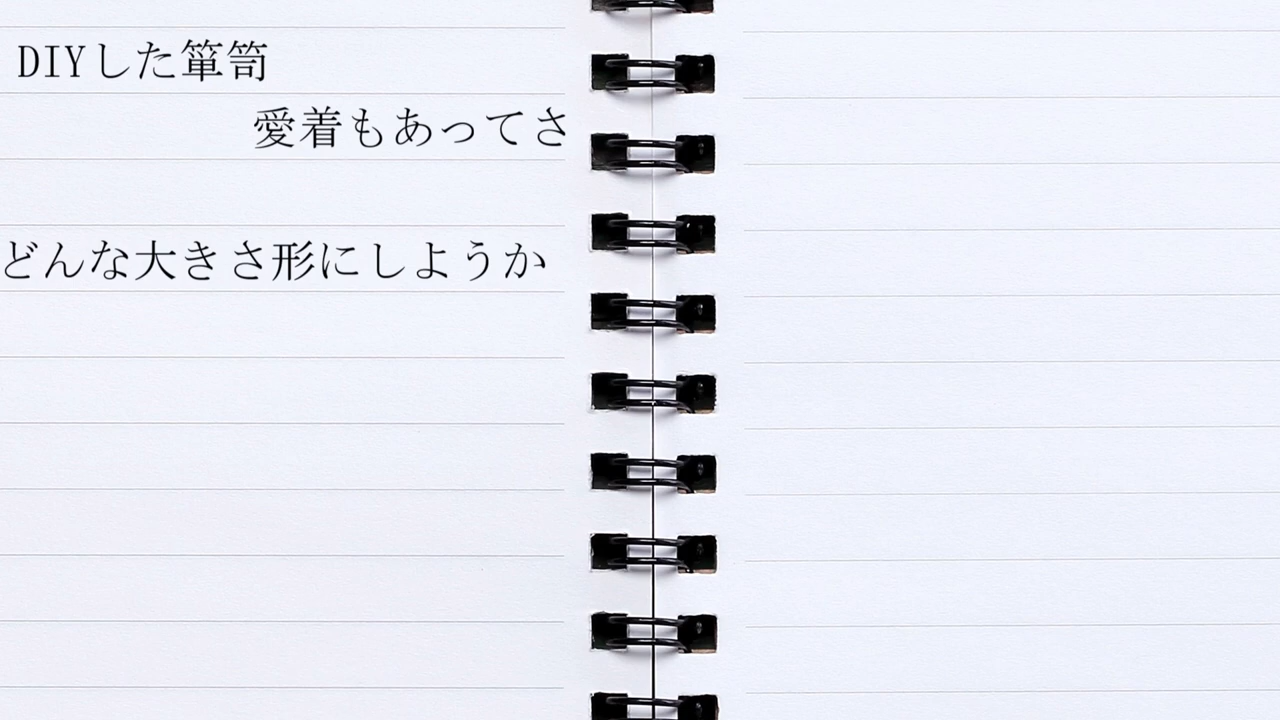 DIYした箪笥
愛着もあってさ
どんな大きさ形にしようか